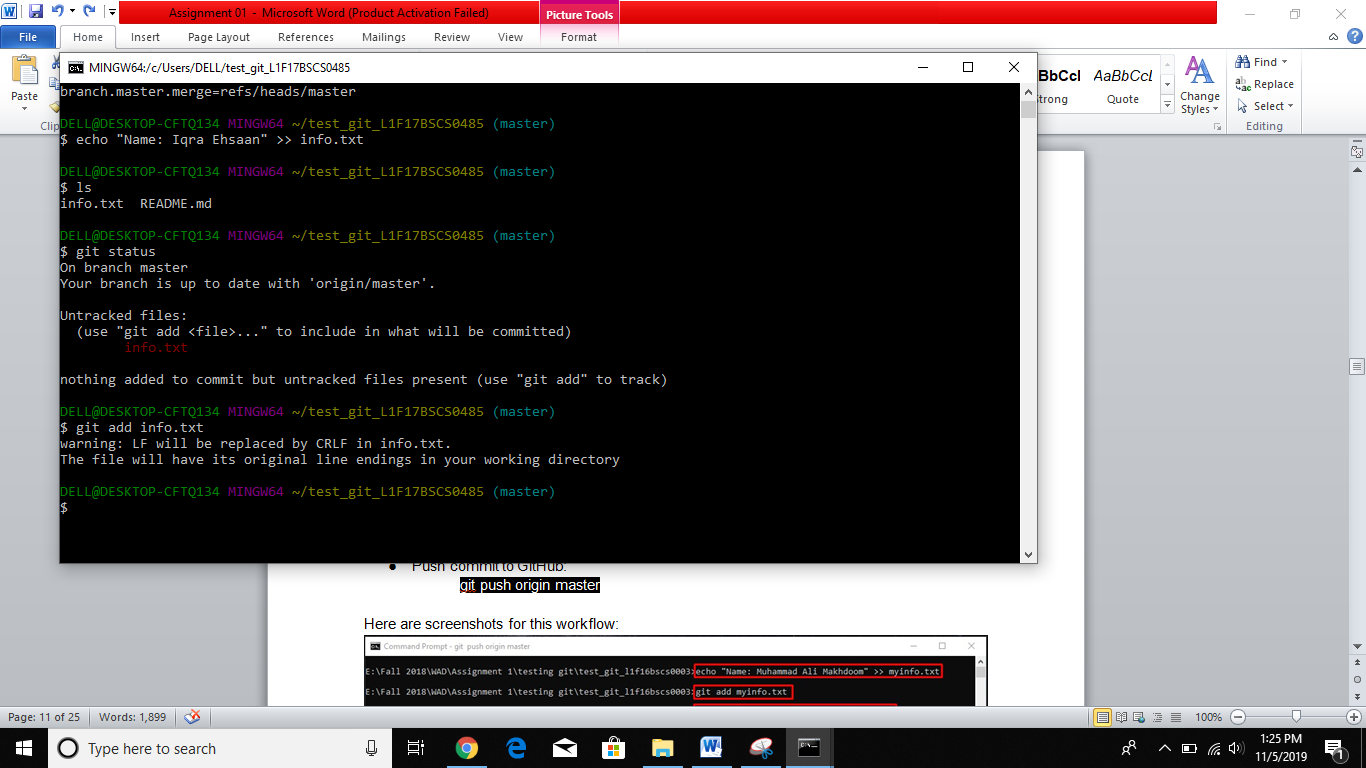 Assignment 01 - Microsoft Word (Product Activation Failed)
Picture Tools
File Home Insert Page Layout References Mailings Review View Format
MINGW64:/c/Users/DELL/test_git_L1F17BSCS0485
Paste
Clip
BbCcl AaBbCcL
trong Quote
Change
Styles
Find
Replace
Select
Editing
branch.master.merge=refs/heads/master
DELL@DESKTOP-CFTQ134 MINGW64 ~/test_git_L1F17BSCS0485 (master)
$ echo "Name: Iqra Ehsaan" >> info.txt
DELL@DESKTOP-CFTQ134 MINGW64 ~/test_git_L1F17BSCS0485 (master)
$ ls
info.txt README.md
DELL@DESKTOP-CFTQ134 MINGW64 ~/test_git_L1F17BSCS0485 (master)
$ git status
On branch master
Your branch is up to date with 'origin/master'.
Untracked files:
(use "git add <file>..." to include in what will be committed)
info.txt
nothing added to commit but untracked files present (use "git add" to track)
DELL@DESKTOP-CFTQ134 MINGW64 ~/test_git_L1F17BSCS0485 (master)
$ git add info.txt
warning: LF will be replaced by CRLF in info.txt.
The file will have its original line endings in your working directory
DELL@DESKTOP-CFTQ134 MINGW64 ~/test_git_L1F17BSCS0485 (master)
$
● Push commit to GitHub:
git push origin master
Here are screenshots for this workflow:
Command Prompt - git push origin master
E:\Fall 2018\WAD\Assignment 1\testing git\test_git_l1f16bscs0003>echo "Name: Muhammad Ali Makhdoom" >> myinfo.txt
E:\Fall 2018\WAD\Assignment 1\testing git\test_git_l1f16bscs0003>git add myinfo.txt
Page: 11 of 25 Words: 1,899 100%
Type here to search
1:25 PM
11/5/2019
1